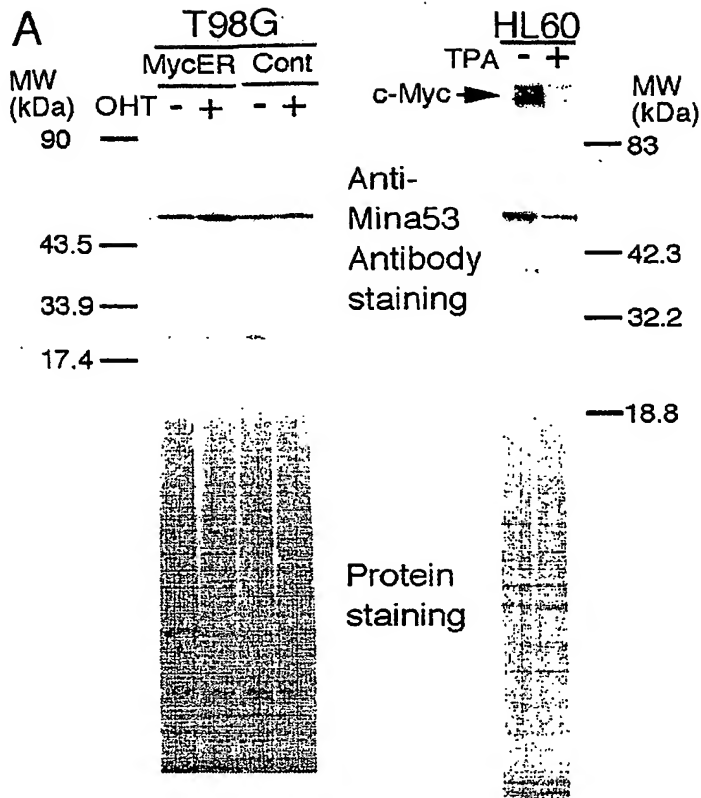 A
T98G
MycER Cont
MW
(kDa)
OHT - + - +
90
43.5
33.9
17.4
HL60
TPA - +
c-Myc
MW
(kDa)
83
42.3
32.2
18.8
Anti-
Mina53
Antibody
staining
Protein
staining